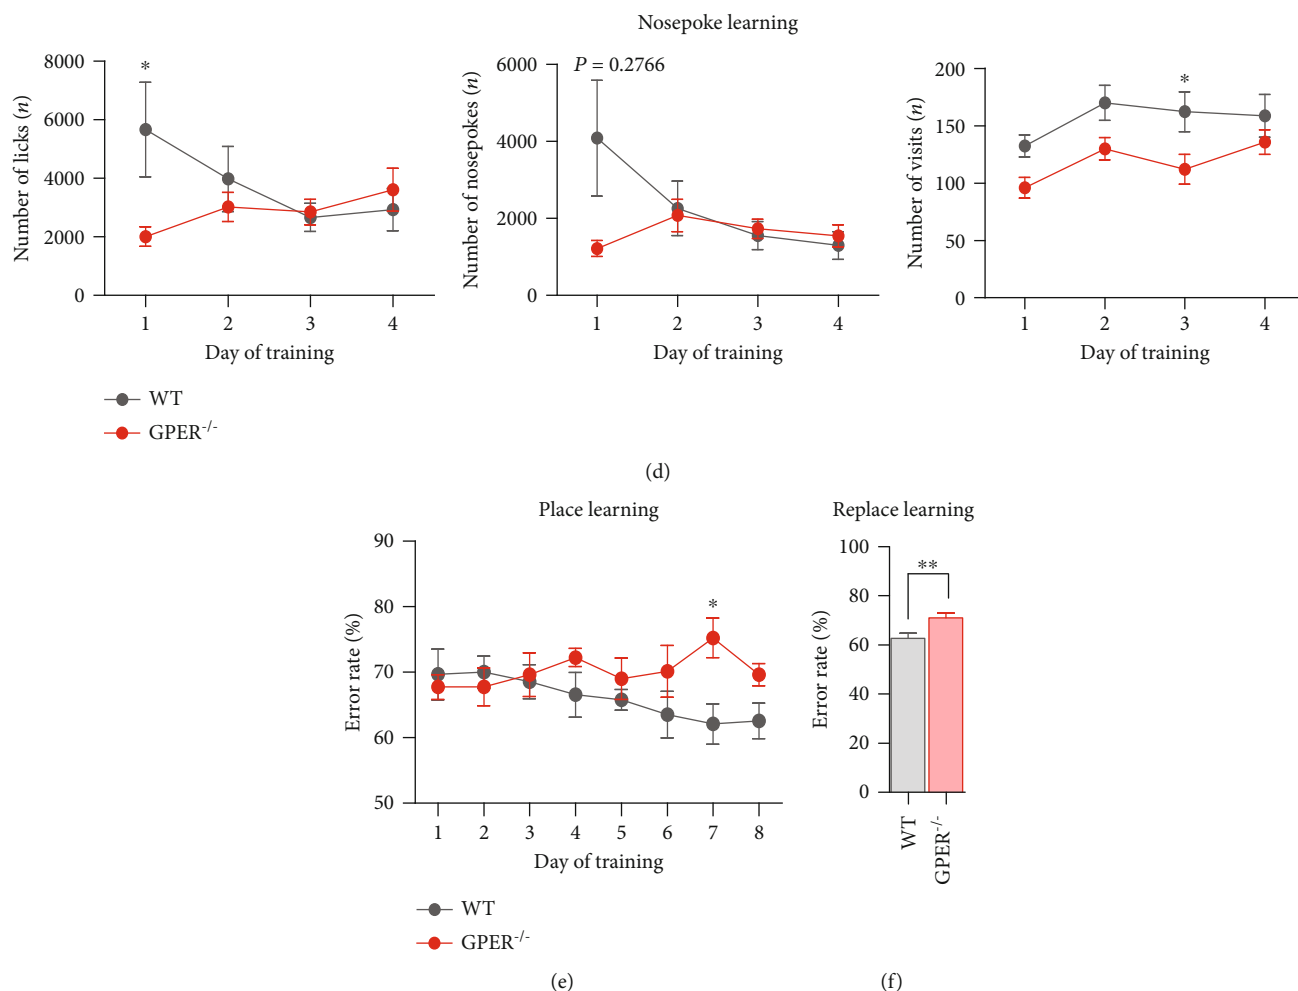 Nosepoke learning
Number of licks (n)
8000
6000
4000
2000
0
*
1 2 3 4
Day of training
Number of nosepokes (n)
6000
4000
2000
0
P = 0.2766
1 2 3 4
Day of training
Number of visits (n)
200
150
100
50
0
*
1 2 3 4
Day of training
WT
GPER-/-
(d)
Place learning
Error rate (%)
90
80
70
60
50
*
1 2 3 4 5 6 7 8
Day of training
WT
GPER-/-
(e)
Replace learning
Error rate (%)
100
80
60
40
20
0
**
WT
GPER-/-
(f)